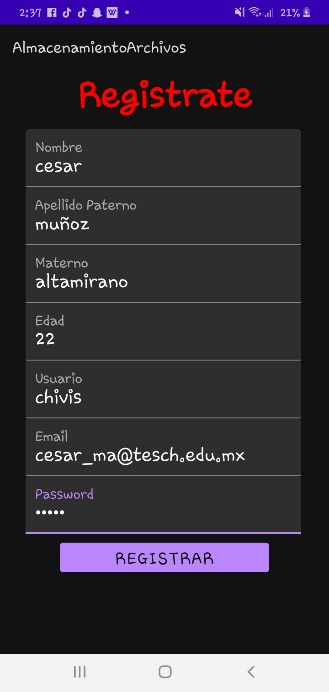 2:37 21%
AlmacenamientoArchivos
Registrate
Nombre
cesar
Apellido Paterno
muñoz
Materno
altamirano
Edad
22
Usuario
chivis
Email
cesar_ma@tesch.edu.mx
Password
•••••
REGISTRAR